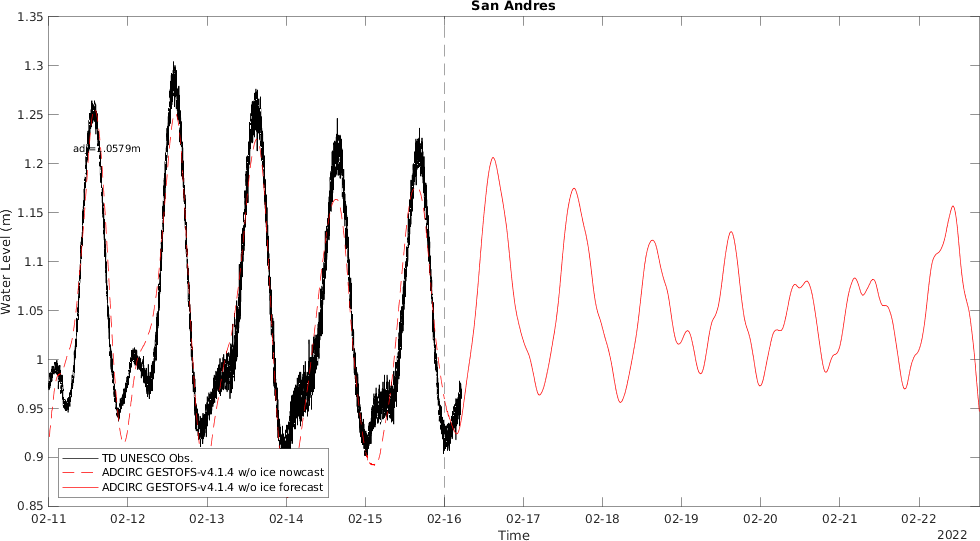 San Andres
1.35
1.3
1.25
1.2
1.15
1.1
1.05
1
0.95
0.9
0.85
Water Level (m)
TD UNESCO Obs.
ADCIRC GESTOFS-v4.1.4 w/o ice nowcast
ADCIRC GESTOFS-v4.1.4 w/o ice forecast
02-11 02-12 02-13 02-14 02-15 02-16 02-17 02-18 02-19 02-20 02-21 02-22
Time
2022